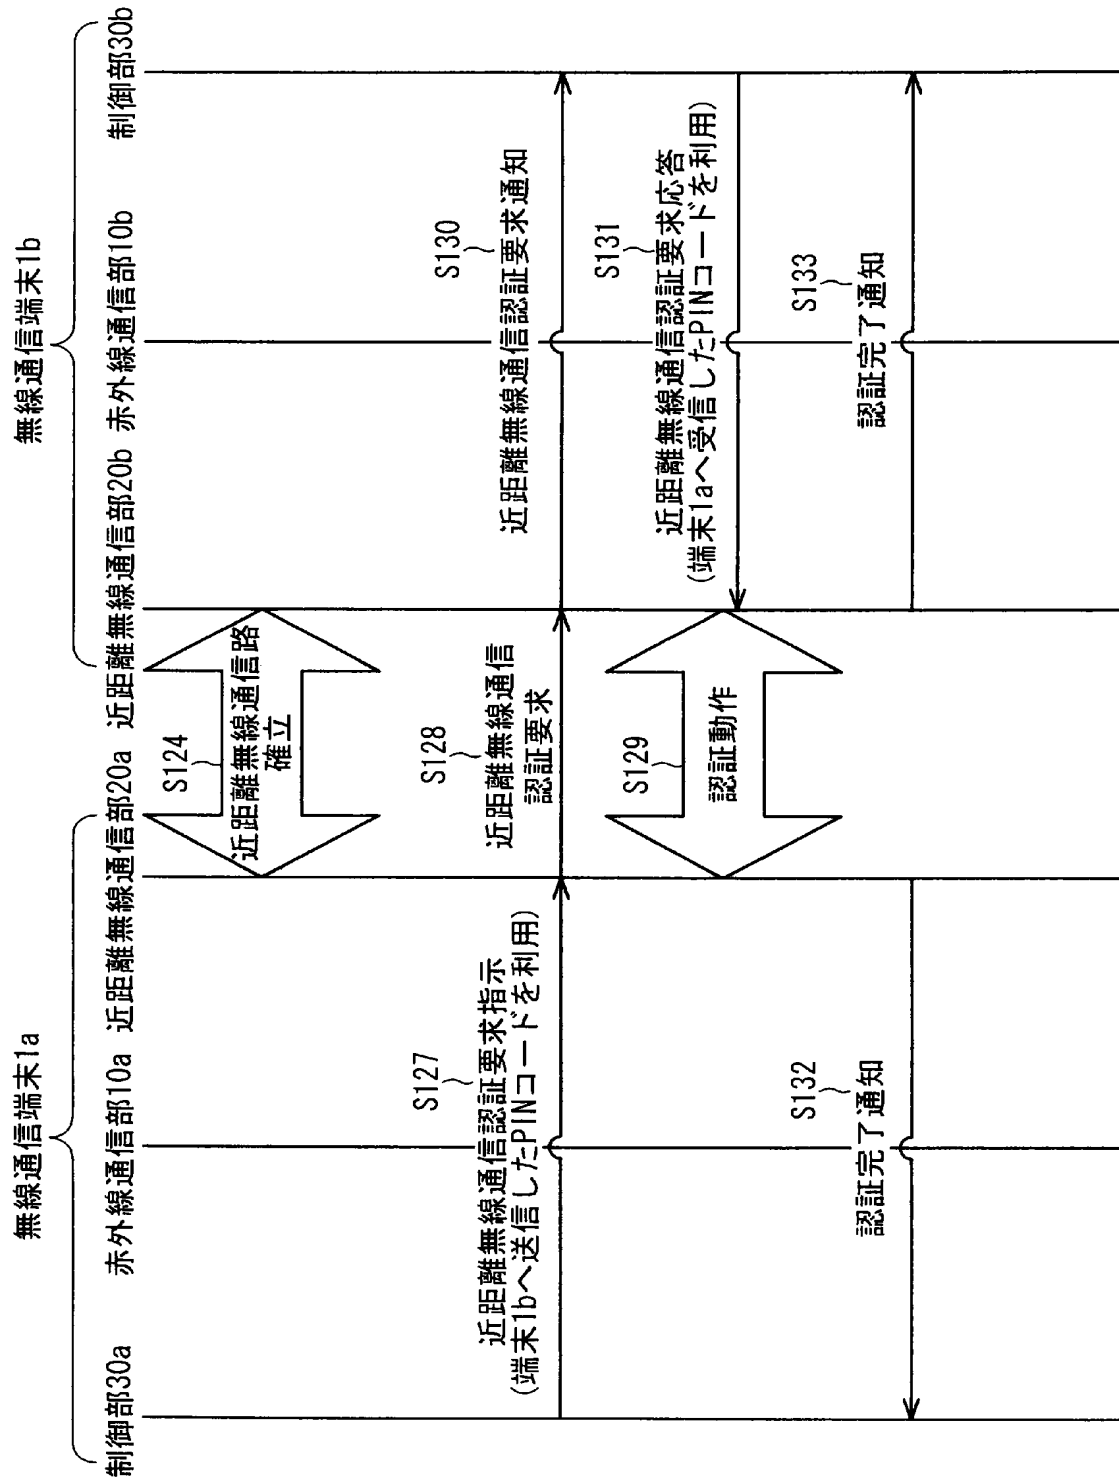 無線通信端末1a
無線通信端末1b
制御部30a
赤外線通信部10a
近距離無線通信部20a
近距離無線通信部20b
赤外線通信部10b
制御部30b
S124
近距離無線通信路
確立
S127
近距離無線通信認証要求指示
(端末1bへ送信したPINコードを利用)
S128
近距離無線通信
認証要求
S130
近距離無線通信認証要求通知
S129
認証動作
S131
近距離無線通信認証要求応答
(端末1aへ受信したPINコードを利用)
S132
認証完了通知
S133
認証完了通知